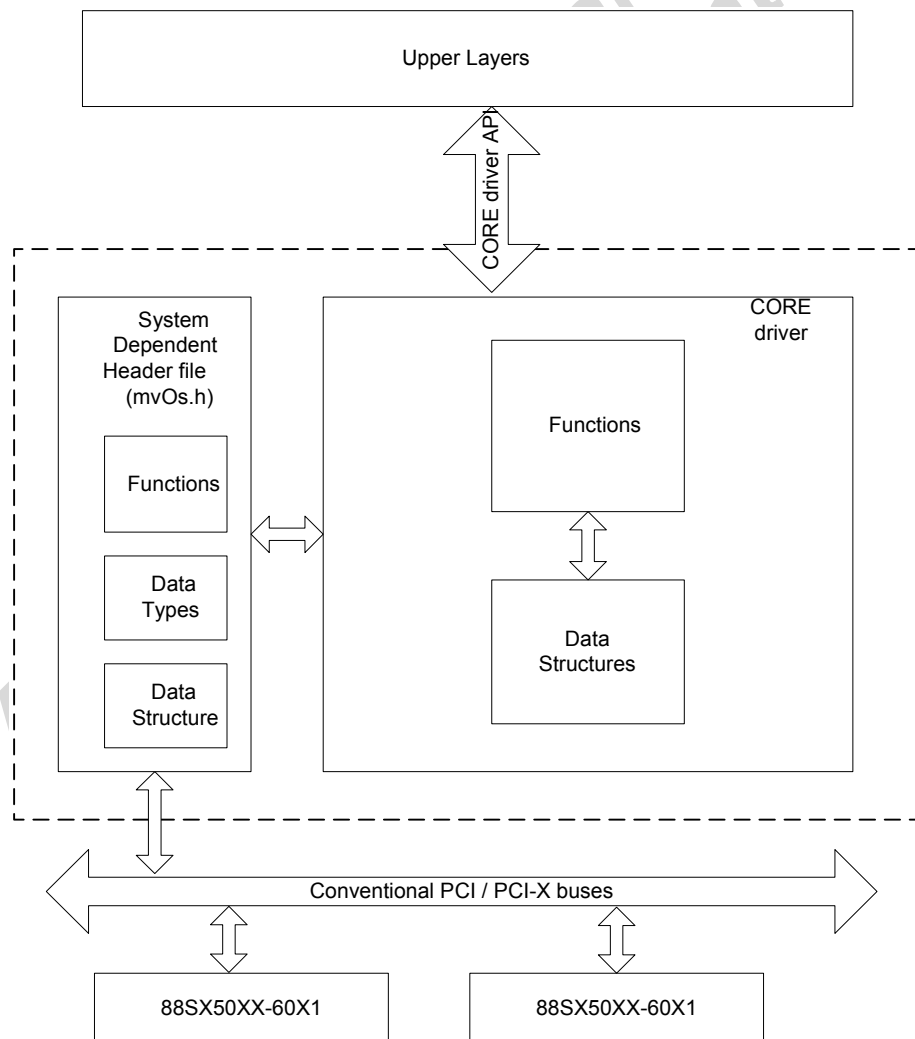 Upper Layers
CORE driver API
System
Dependent
Header file
(mvOs.h)
Functions
Data
Types
Data
Structure
CORE
driver
Functions
Data
Structures
Conventional PCI / PCI-X buses
88SX50XX-60X1
88SX50XX-60X1